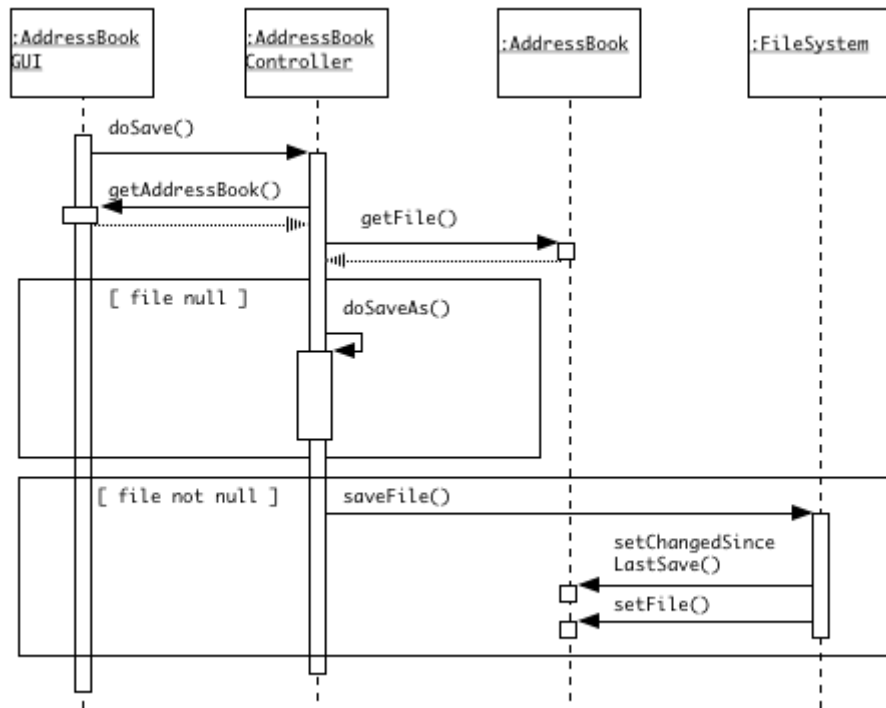 :AddressBook
GUI
:AddressBook
Controller
:AddressBook
:FileSystem
doSave()
getAddressBook()
getFile()
[ file null ]
doSaveAs()
[ file not null ]
saveFile()
setChangedSince
LastSave()
setFile()